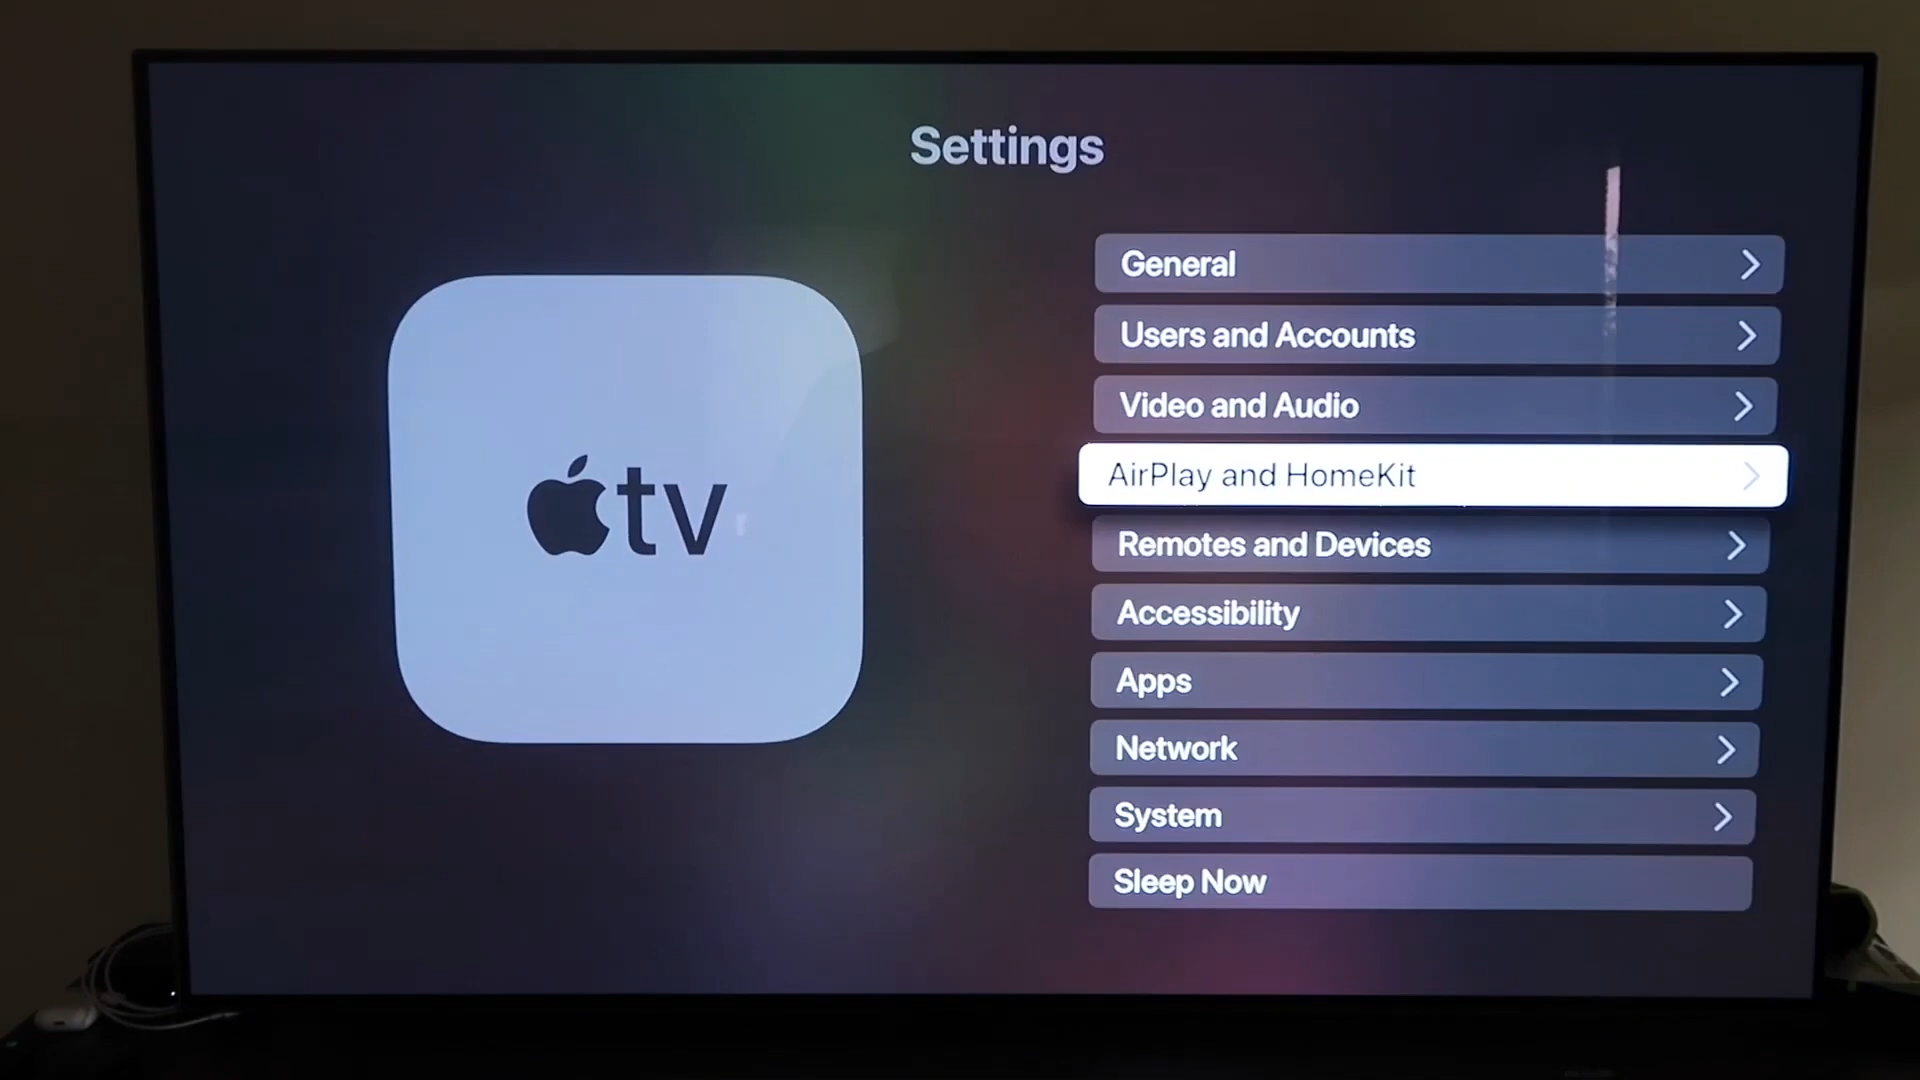 Settings
General
Users and Accounts
Video and Audio
AirPlay and HomeKit
Remotes and Devices
Accessibility
Apps
Network
System
Sleep Now
tv